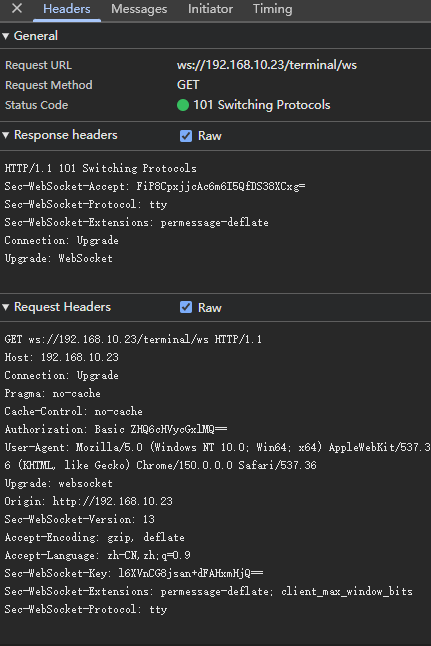 Headers Messages Initiator Timing
General
Request URL ws://192.168.10.23/terminal/ws
Request Method GET
Status Code 101 Switching Protocols
Response headers Raw
HTTP/1.1 101 Switching Protocols
Sec-WebSocket-Accept: FiP8CpxjjcAc6m6I5QfDS38XCxg=
Sec-WebSocket-Protocol: tty
Sec-WebSocket-Extensions: permessage-deflate
Connection: Upgrade
Upgrade: WebSocket
Request Headers Raw
GET ws://192.168.10.23/terminal/ws HTTP/1.1
Host: 192.168.10.23
Connection: Upgrade
Pragma: no-cache
Cache-Control: no-cache
Authorization: Basic ZHQ6cHVycGxlMQ==
User-Agent: Mozilla/5.0 (Windows NT 10.0; Win64; x64) AppleWebKit/537.3
6 (KHTML, like Gecko) Chrome/150.0.0.0 Safari/537.36
Upgrade: websocket
Origin: http://192.168.10.23
Sec-WebSocket-Version: 13
Accept-Encoding: gzip, deflate
Accept-Language: zh-CN,zh;q=0.9
Sec-WebSocket-Key: l6XVnCG8jsan+dFAHxmHjQ==
Sec-WebSocket-Extensions: permessage-deflate; client_max_window_bits
Sec-WebSocket-Protocol: tty